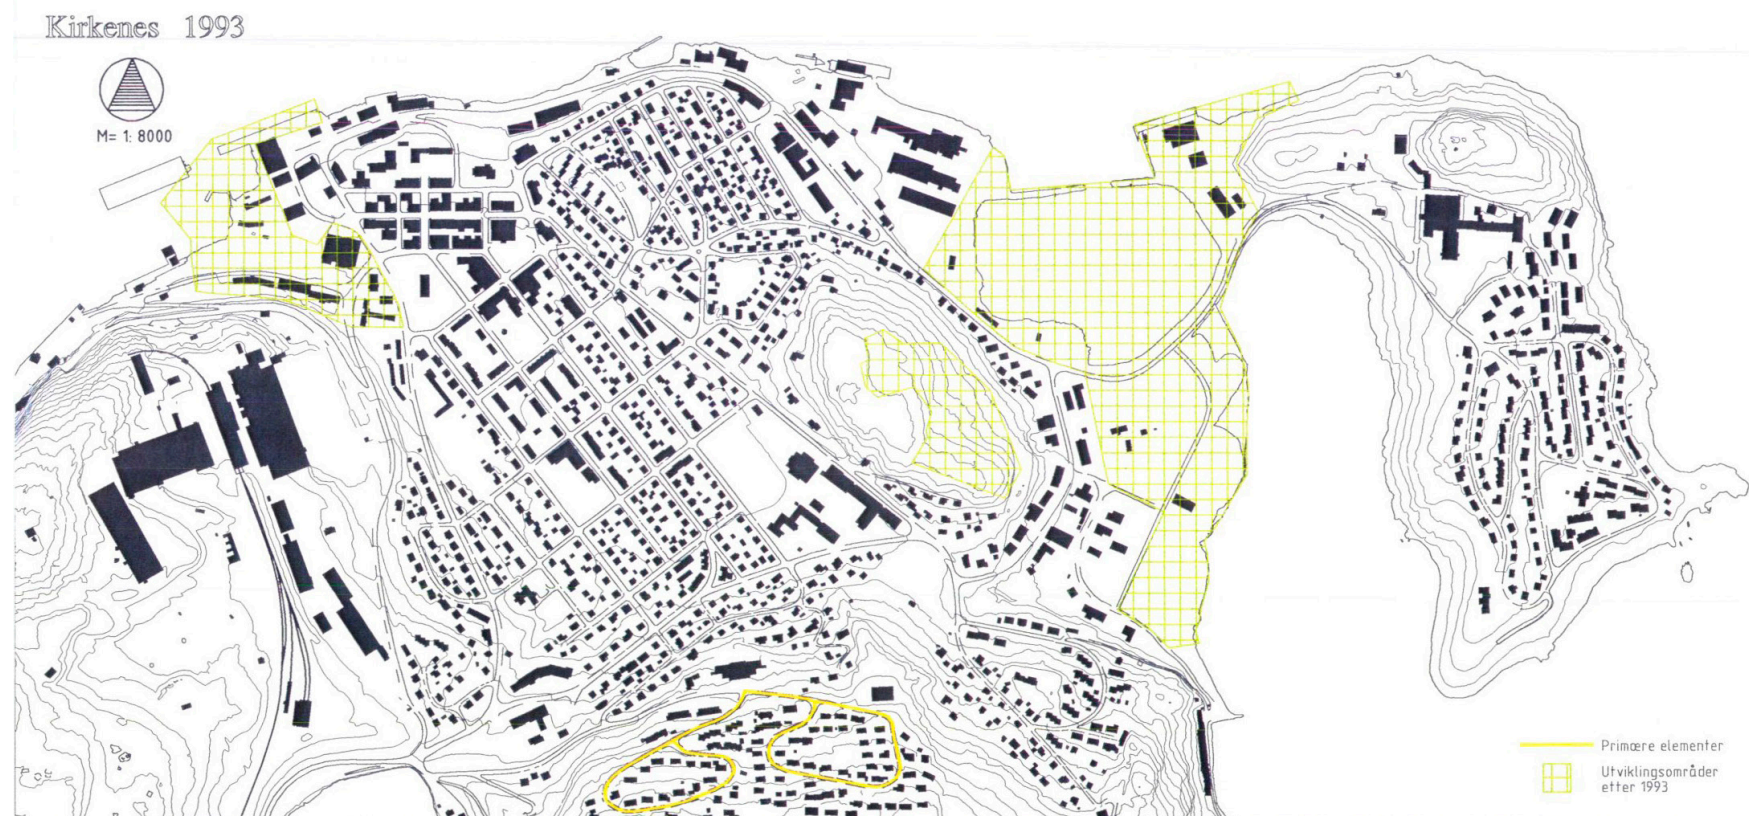 Kirkenes 1993
M= 1: 8000
Primære elementer
Utviklingsområder
etter 1993